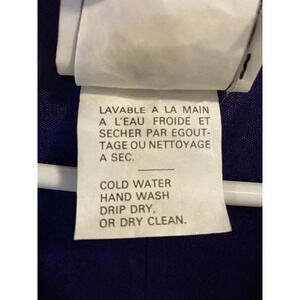 LAVABLE A LA MAIN
A L'EAU FROIDE ET
SECHER PAR EGOUT-
TAGE OU NETTOYAGE
A SEC.
COLD WATER
HAND WASH
DRIP DRY,
OR DRY CLEAN.